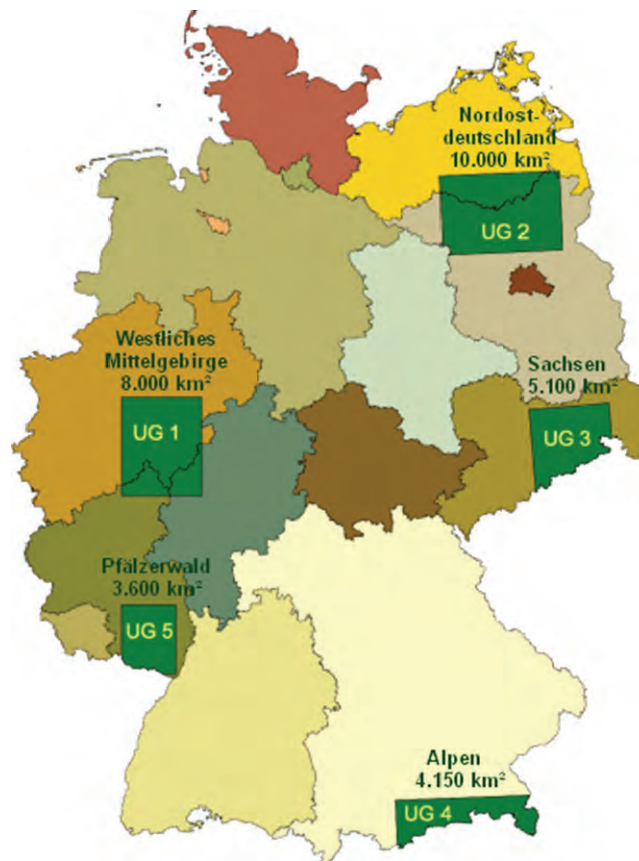 Nordost-
deutschland
10.000 km²
UG 2
Westliches
Mittelgebirge
8.000 km²
UG 1
Sachsen
5.100 km²
UG 3
Pfälzerwald
3.600 km²
UG 5
Alpen
4.150 km²
UG 4